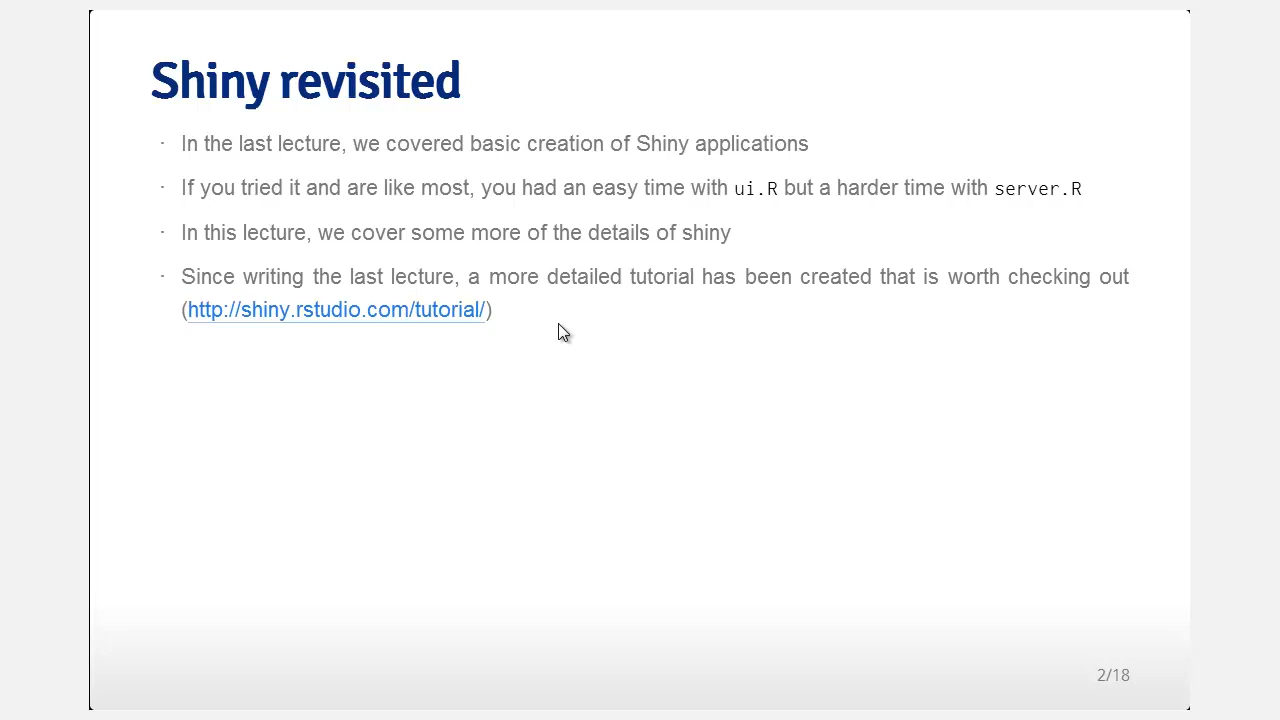 Shiny revisited
· In the last lecture, we covered basic creation of Shiny applications
· If you tried it and are like most, you had an easy time with ui.R but a harder time with server.R
· In this lecture, we cover some more of the details of shiny
· Since writing the last lecture, a more detailed tutorial has been created that is worth checking out
(http://shiny.rstudio.com/tutorial/)
2/18